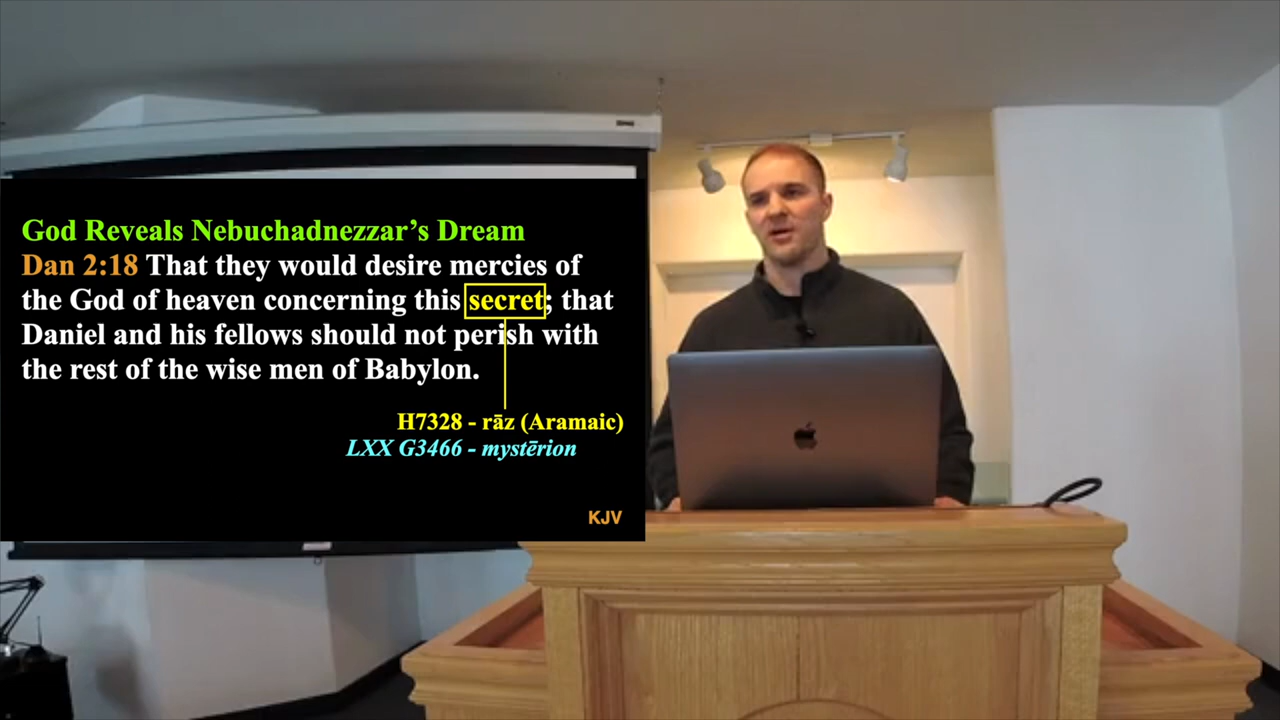 God Reveals Nebuchadnezzar’s Dream
Dan 2:18 That they would desire mercies of
the God of heaven concerning this secret; that
Daniel and his fellows should not perish with
the rest of the wise men of Babylon.
H7328 - rāz (Aramaic)
LXX G3466 - mystērion
KJV